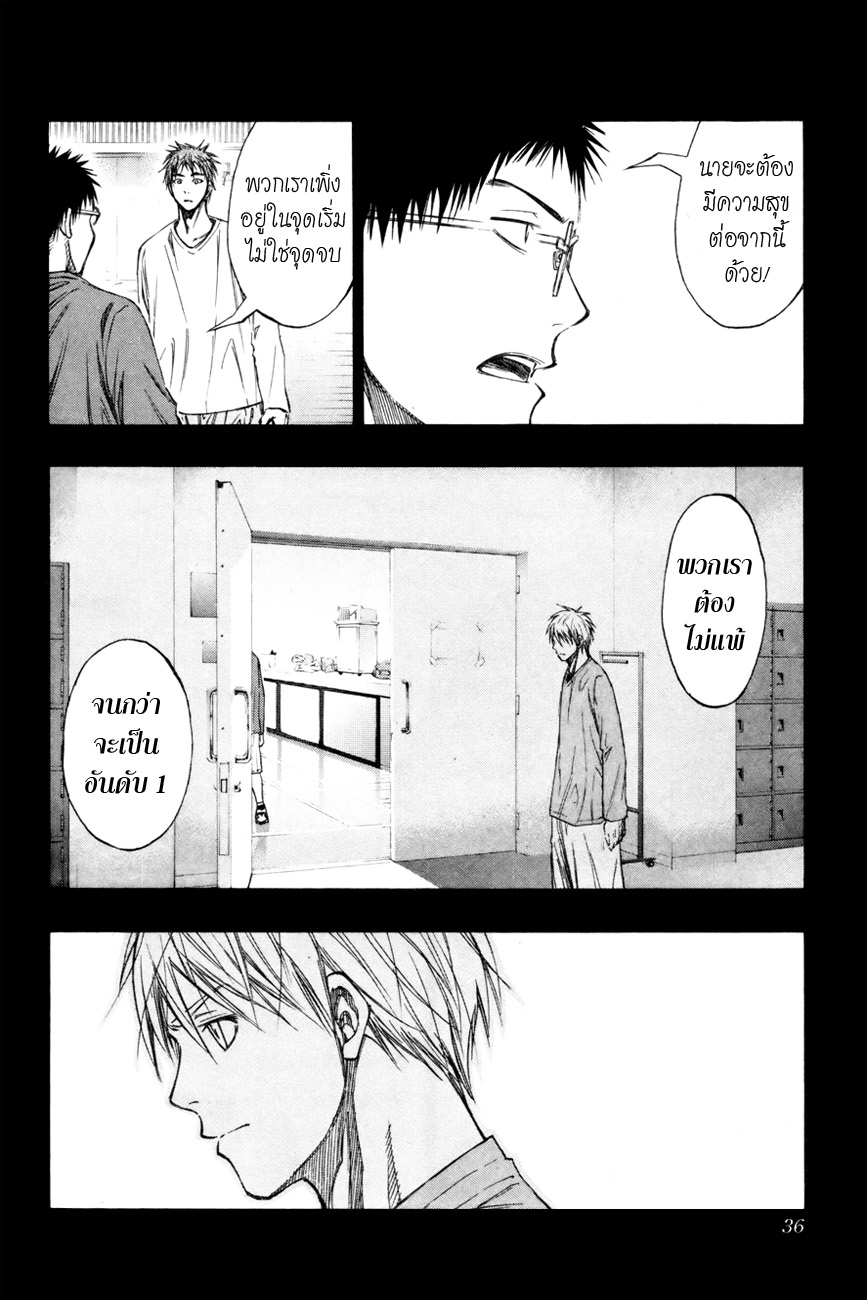 นายจะต้อง
มีความสุข
ต่อจากนี้
ด้วย!
พวกเราเพิ่ง
อยู่ในจุดเริ่ม
ไม่ใช่จุดจบ
พวกเรา
ต้อง
ไม่แพ้
จนกว่า
จะเป็น
อันดับ 1
36